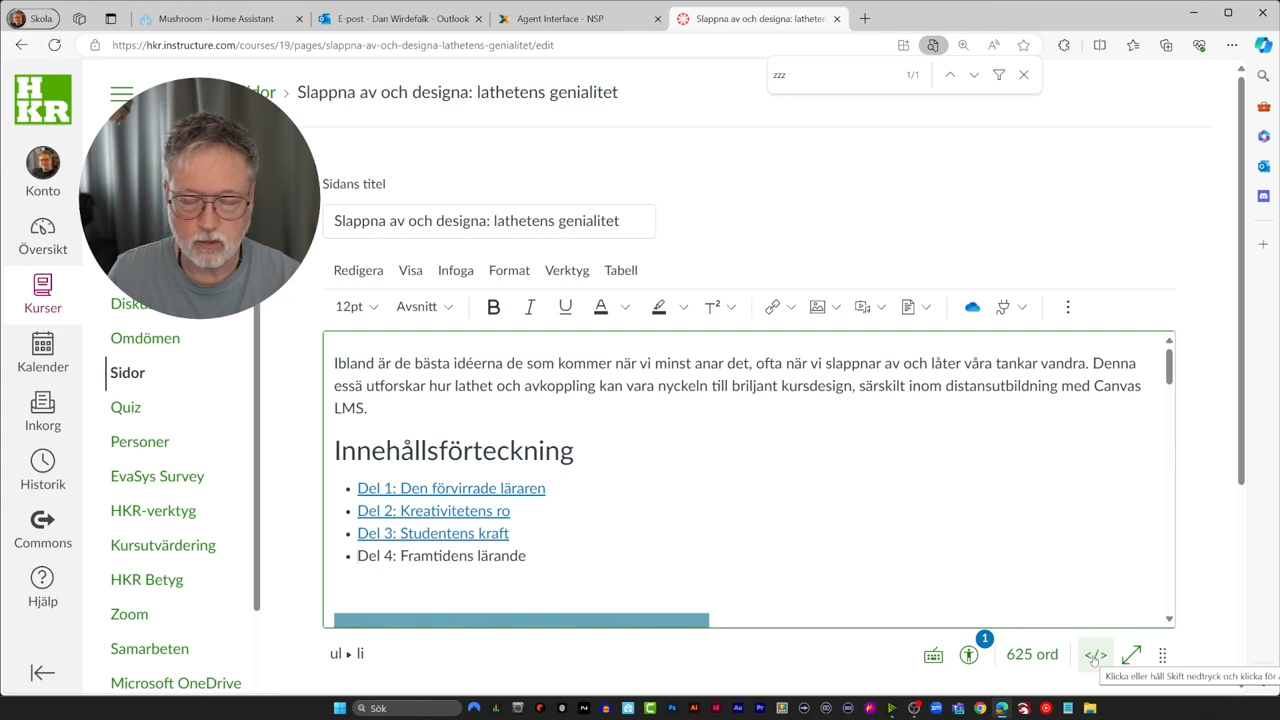 Skola
Mushroom – Home Assistant
E-post - Dan Wirdefalk - Outlook
Agent Interface - NSP
Slappna av och designa: lathetens
https://hkr.instructure.com/courses/19/pages/slappna-av-och-designa-lathetens-genialitet/edit
zzz
1/1
HKR
idor › Slappna av och designa: lathetens genialitet
Konto
Översikt
Kurser
Kalender
Inkorg
Historik
Commons
Hjälp
Disku
Omdömen
Sidor
Quiz
Personer
EvaSys Survey
HKR-verktyg
Kursutvärdering
HKR Betyg
Zoom
Samarbeten
Microsoft OneDrive
Sidans titel
Slappna av och designa: lathetens genialitet
Redigera Visa Infoga Format Verktyg Tabell
12pt Avsnitt B I U A T²
Ibland är de bästa idéerna de som kommer när vi minst anar det, ofta när vi slappnar av och låter våra tankar vandra. Denna
essä utforskar hur lathet och avkoppling kan vara nyckeln till briljant kursdesign, särskilt inom distansutbildning med Canvas
LMS.
Innehållsförteckning
Del 1: Den förvirrade läraren
Del 2: Kreativitetens ro
Del 3: Studentens kraft
Del 4: Framtidens lärande
ul ▸ li
1
625 ord
</>
Klicka eller håll Skift nedtryck och klicka för
Sök